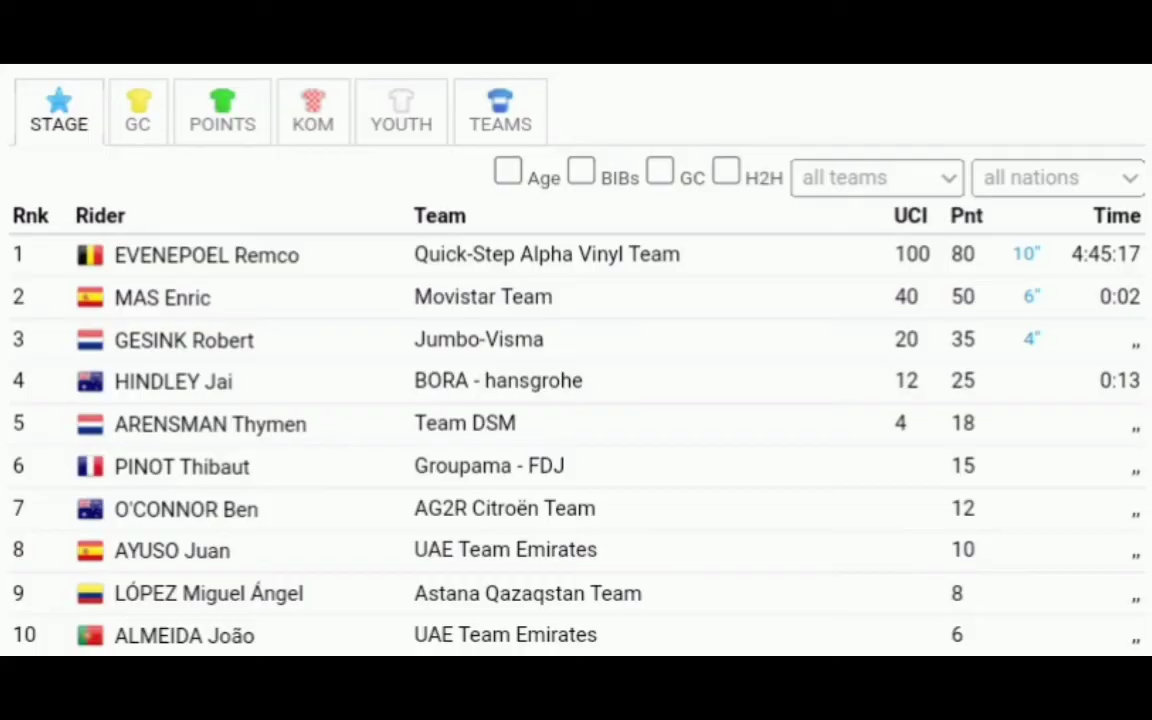 STAGE GC POINTS KOM YOUTH TEAMS
Age BIBs GC H2H all teams all nations
Rnk Rider Team UCI Pnt Time
1 EVENEPOEL Remco Quick-Step Alpha Vinyl Team 100 80 10" 4:45:17
2 MAS Enric Movistar Team 40 50 6" 0:02
3 GESINK Robert Jumbo-Visma 20 35 4" ,,
4 HINDLEY Jai BORA - hansgrohe 12 25 0:13
5 ARENSMAN Thymen Team DSM 4 18 ,,
6 PINOT Thibaut Groupama - FDJ 15 ,,
7 O'CONNOR Ben AG2R Citroën Team 12 ,,
8 AYUSO Juan UAE Team Emirates 10 ,,
9 LÓPEZ Miguel Ángel Astana Qazaqstan Team 8 ,,
10 ALMEIDA João UAE Team Emirates 6 ,,